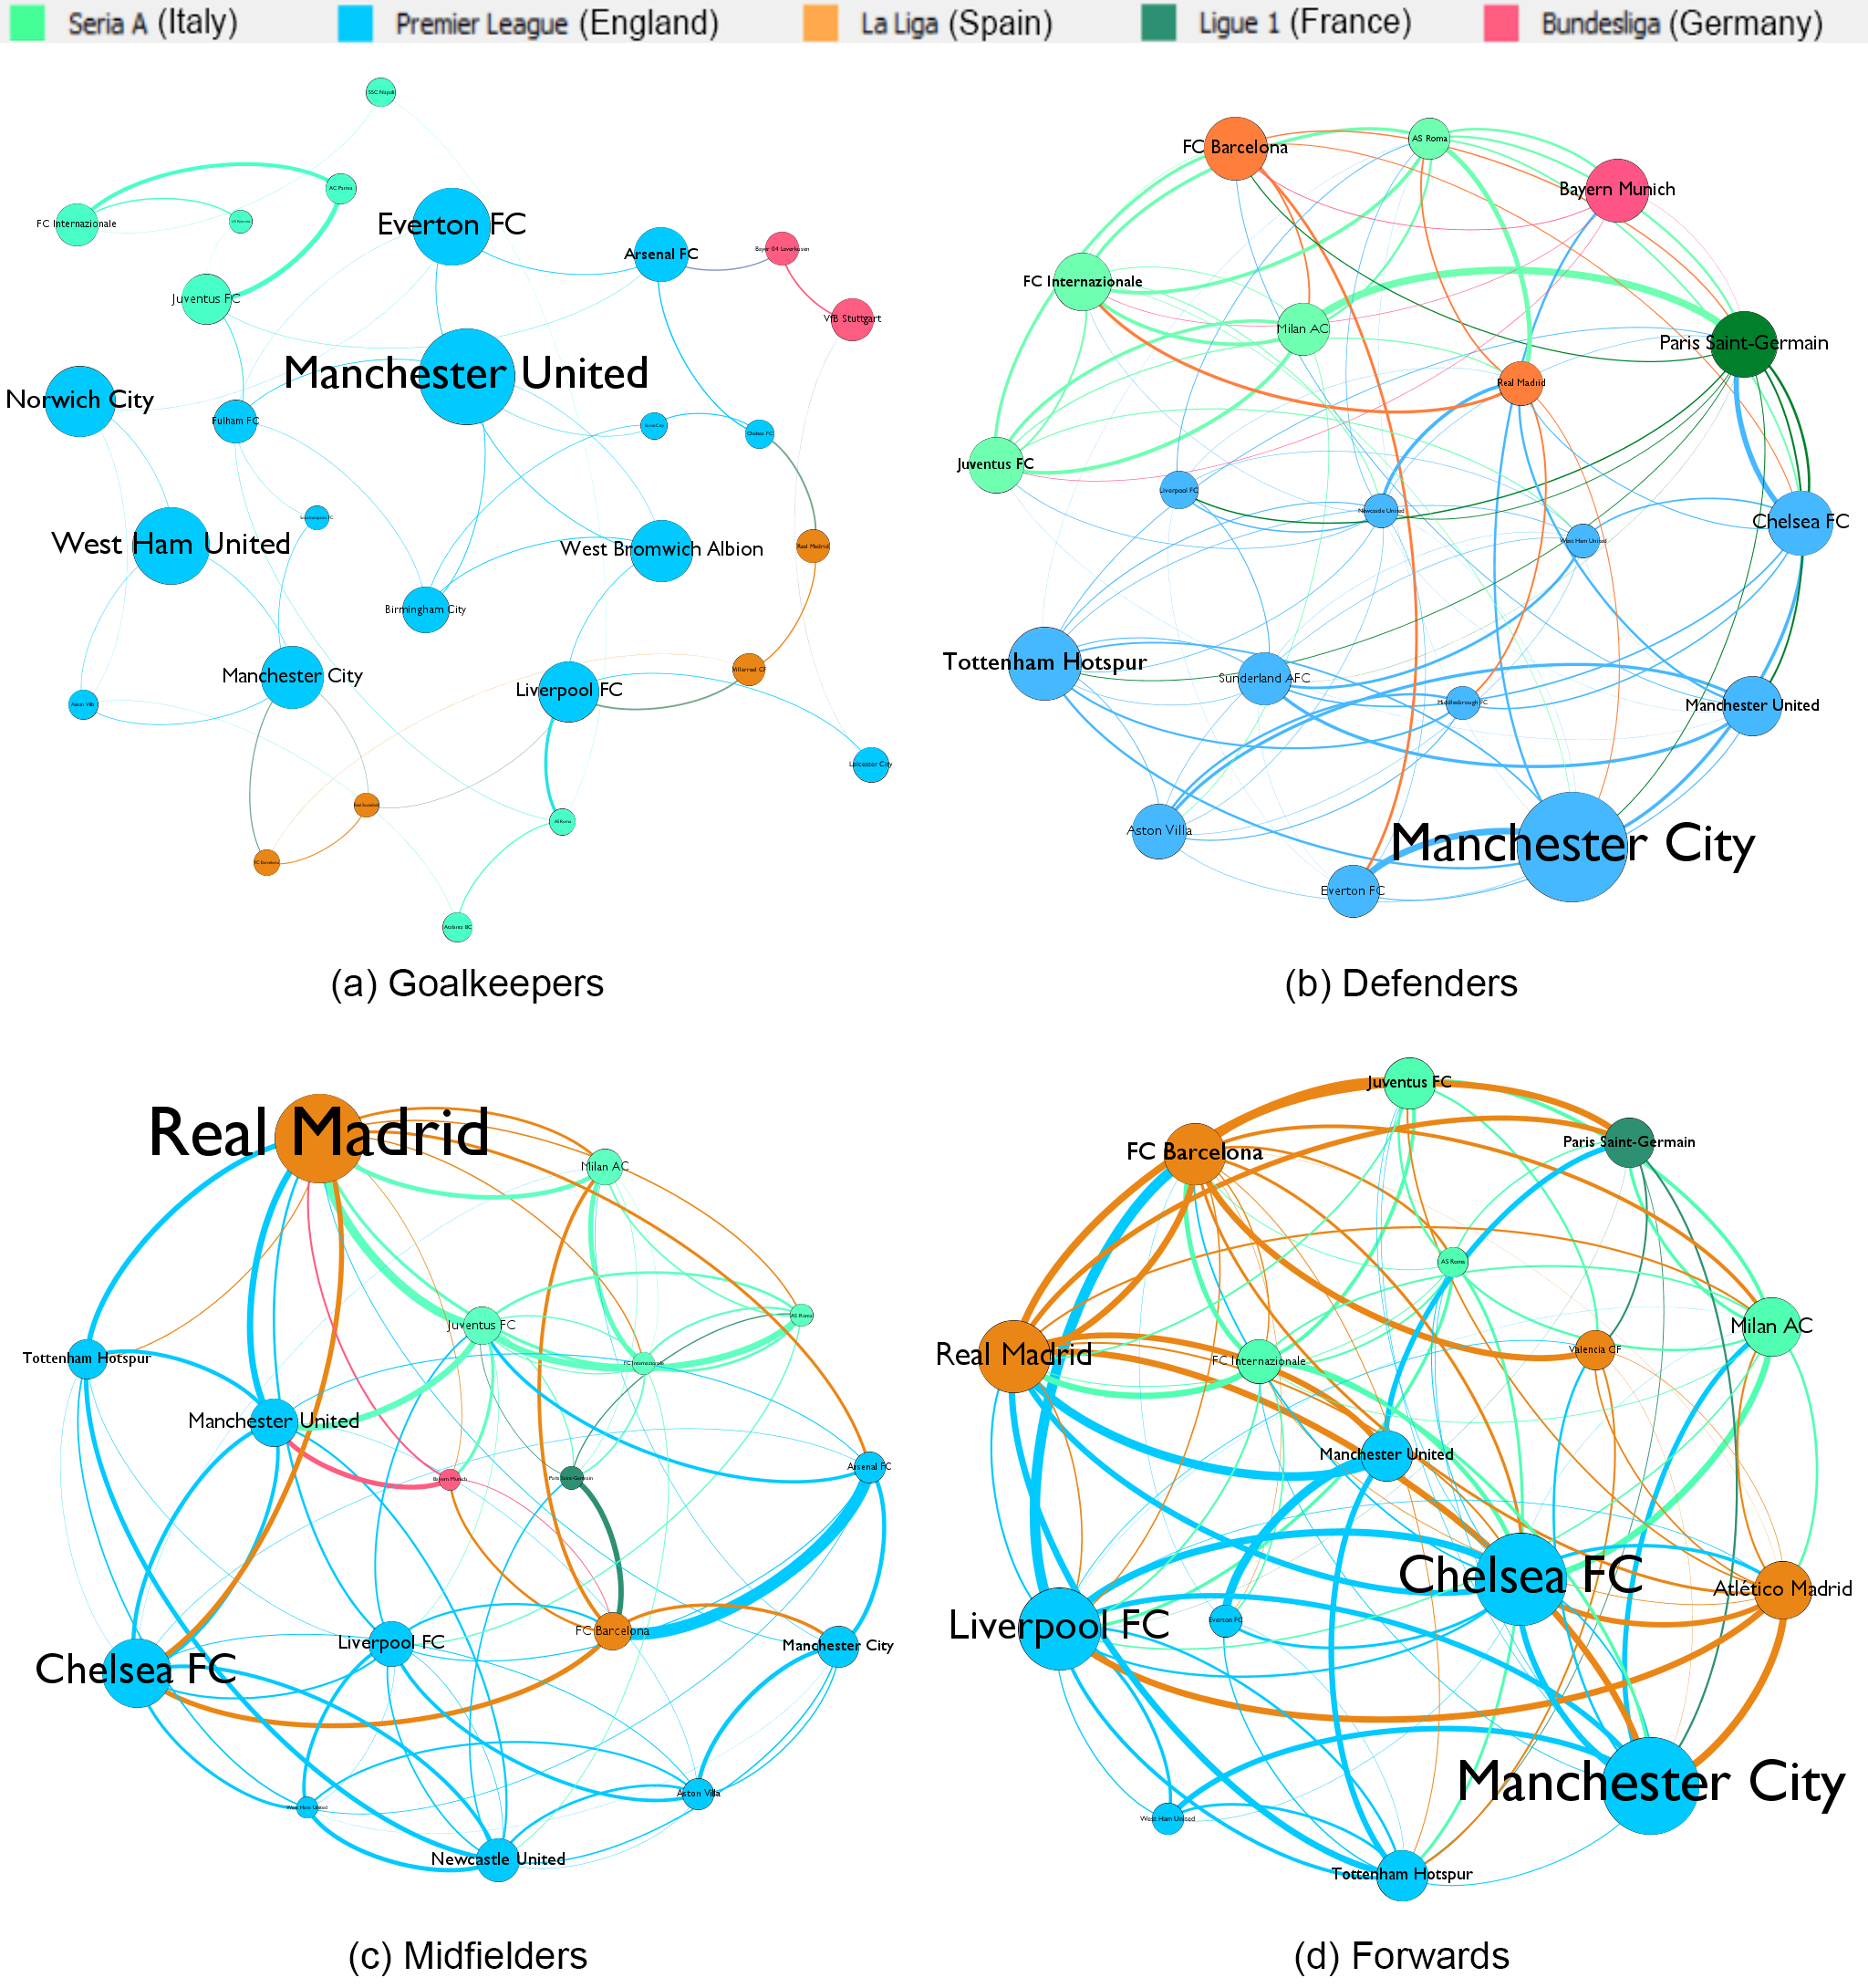 Seria A (Italy) Premier League (England) La Liga (Spain) Ligue 1 (France) Bundesliga (Germany)
SSC Napoli
AC Parma
FC Internazionale
Everton FC
Arsenal FC
Bayer 04 Leverkusen
Juventus FC
VfB Stuttgart
Manchester United
Norwich City
Fulham FC
Chelsea FC
West Ham United
West Bromwich Albion
Real Madrid
Birmingham City
Manchester City
Villarreal CF
Liverpool FC
Aston Villa
Leicester City
Real Sociedad
AS Roma
FC Barcelona
Atalanta BC
(a) Goalkeepers
FC Barcelona
AS Roma
Bayern Munich
FC Internazionale
Milan AC
Paris Saint-Germain
Real Madrid
Juventus FC
Liverpool FC
Newcastle United
Chelsea FC
West Ham United
Tottenham Hotspur
Sunderland AFC
Middlesbrough FC
Manchester United
Aston Villa
Manchester City
Everton FC
(b) Defenders
Real Madrid
Milan AC
AS Roma
Juventus FC
Tottenham Hotspur
FC Internazionale
Manchester United
Arsenal FC
Bayern Munich
Paris Saint-Germain
FC Barcelona
Liverpool FC
Manchester City
Chelsea FC
Aston Villa
West Ham United
Newcastle United
(c) Midfielders
Juventus FC
Paris Saint-Germain
FC Barcelona
AS Roma
Milan AC
Real Madrid
Valencia CF
FC Internazionale
Manchester United
Chelsea FC
Atlético Madrid
Liverpool FC
Everton FC
Manchester City
West Ham United
Tottenham Hotspur
(d) Forwards